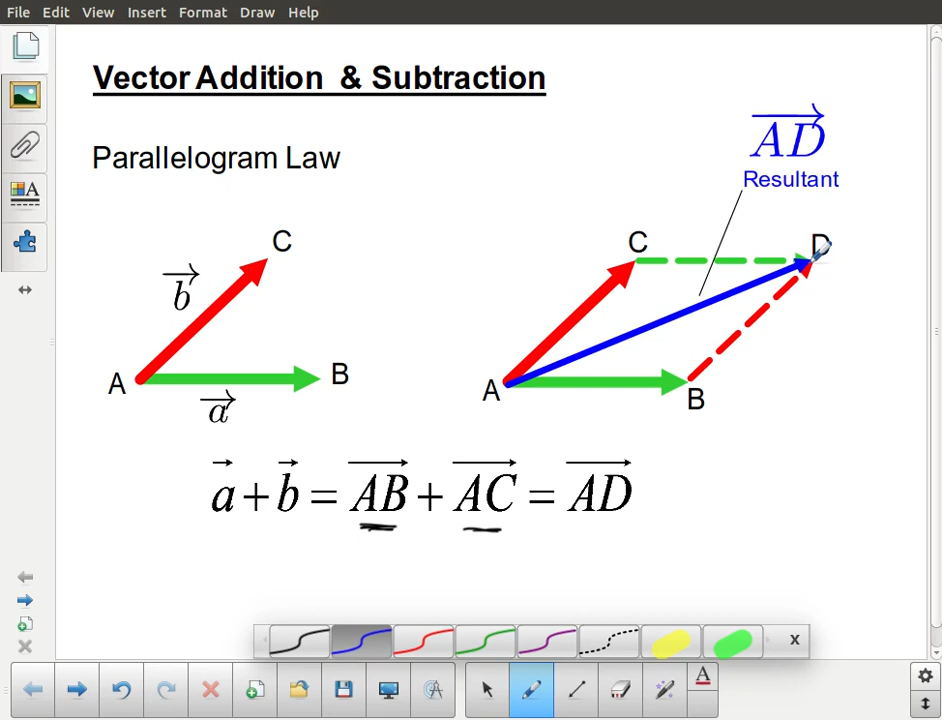 File Edit View Insert Format Draw Help
Vector Addition & Subtraction
Parallelogram Law
AD
Resultant
C
b
A
B
a
C
D
A
B
a + b = AB + AC = AD
A
X